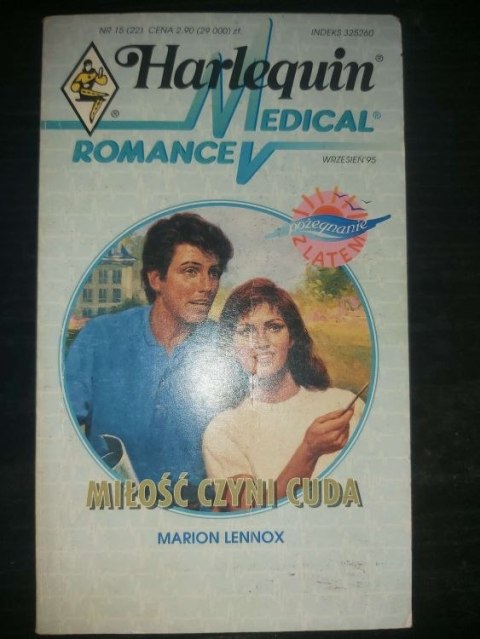 NR 15 (22) CENA 2.90 (29 000) zł.
INDEKS 325260
Harlequin®
®
MEDICAL®
ROMANCE
WRZESIEŃ'95
pożegnanie
Z LATEM
MIŁOŚĆ CZYNI CUDA
MARION LENNOX